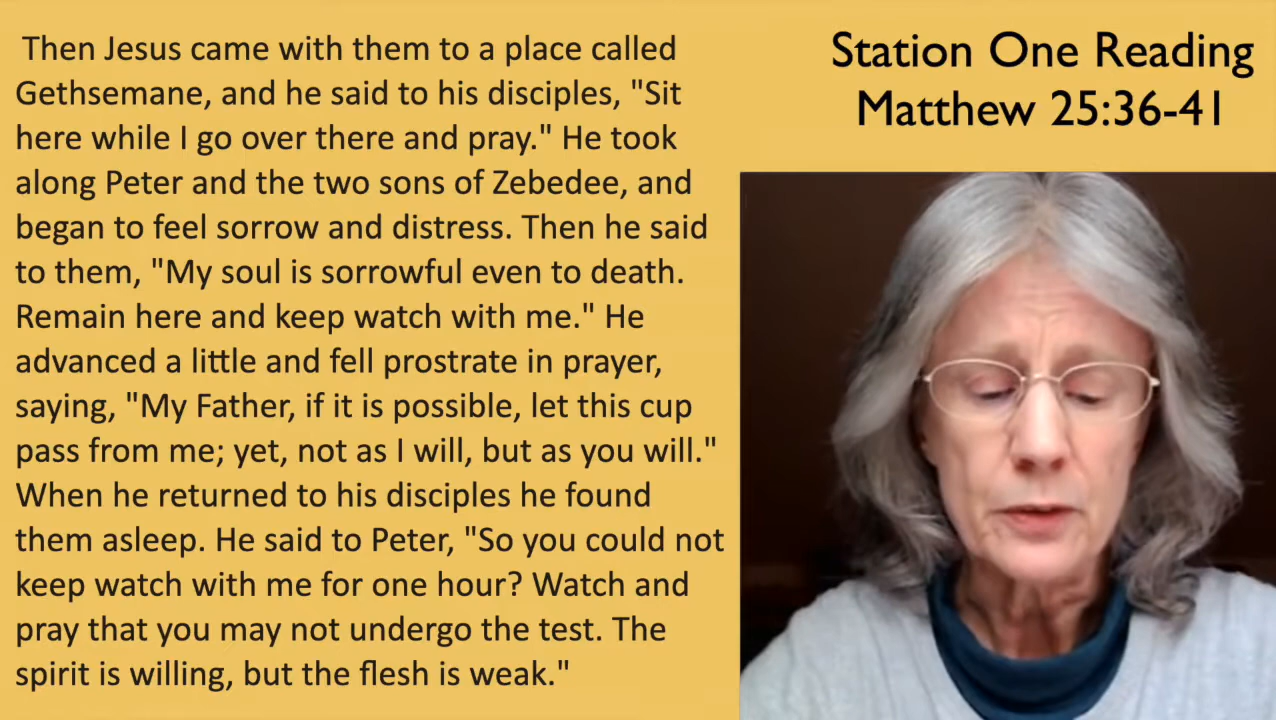 Then Jesus came with them to a place called
Gethsemane, and he said to his disciples, "Sit
here while I go over there and pray." He took
along Peter and the two sons of Zebedee, and
began to feel sorrow and distress. Then he said
to them, "My soul is sorrowful even to death.
Remain here and keep watch with me." He
advanced a little and fell prostrate in prayer,
saying, "My Father, if it is possible, let this cup
pass from me; yet, not as I will, but as you will."
When he returned to his disciples he found
them asleep. He said to Peter, "So you could not
keep watch with me for one hour? Watch and
pray that you may not undergo the test. The
spirit is willing, but the flesh is weak."
Station One Reading
Matthew 25:36-41